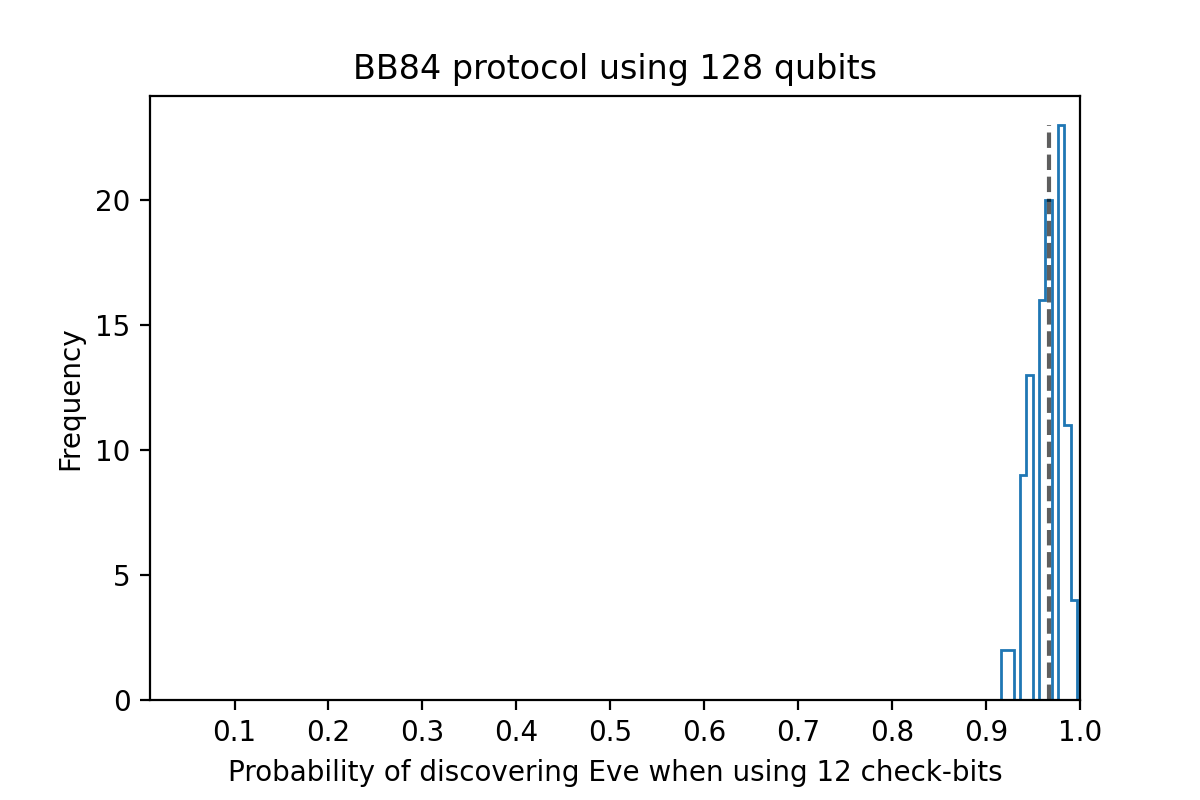 BB84 protocol using 128 qubits
20
15
10
5
0
Frequency
0.1 0.2 0.3 0.4 0.5 0.6 0.7 0.8 0.9 1.0
Probability of discovering Eve when using 12 check-bits